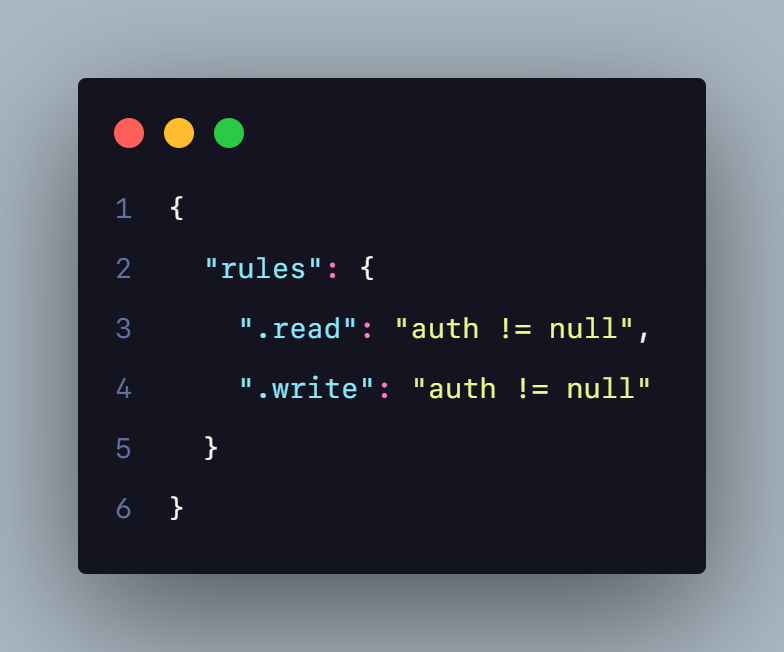 1 {
2   "rules": {
3     ".read": "auth != null",
4     ".write": "auth != null"
5   }
6 }